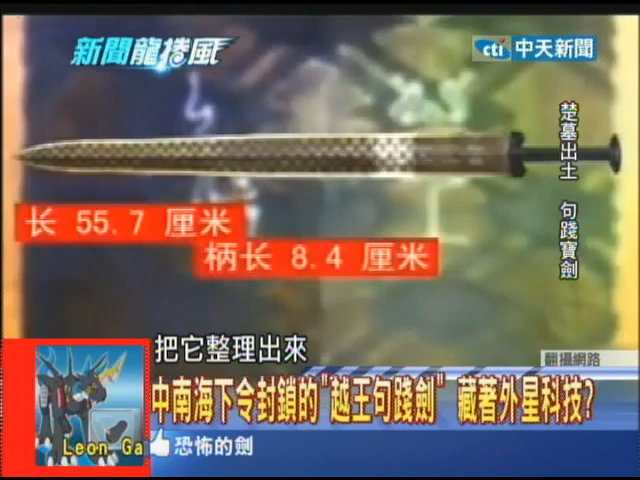 新聞龍捲風
cti 中天新聞
楚墓出土 句踐寶劍
长 55.7 厘米
柄长 8.4 厘米
把它整理出來
翻攝網路
中南海下令封鎖的"越王句踐劍" 藏著外星科技?
Leon Ga
恐怖的劍